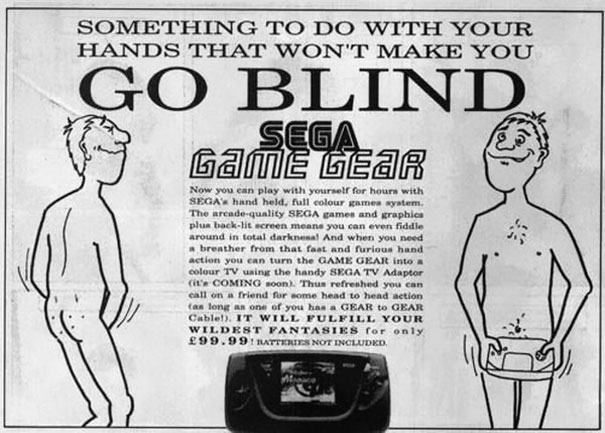 SOMETHING TO DO WITH YOUR
HANDS THAT WON'T MAKE YOU
GO BLIND
SEGA
GAME GEAR
Now you can play with yourself for hours with
SEGA's hand held, full colour games system.
The arcade-quality SEGA games and graphics
plus back-lit screen means you can even fiddle
around in total darkness! And when you need
a breather from that fast and furious hand
action you can turn the GAME GEAR into a
colour TV using the handy SEGA TV Adaptor
(it's COMING soon). Thus refreshed you can
call on a friend for some head to head action
(as long as one of you has a GEAR to GEAR
Cable!). IT WILL FULFILL YOUR
WILDEST FANTASIES for only
£99.99! BATTERIES NOT INCLUDED.
Monaco